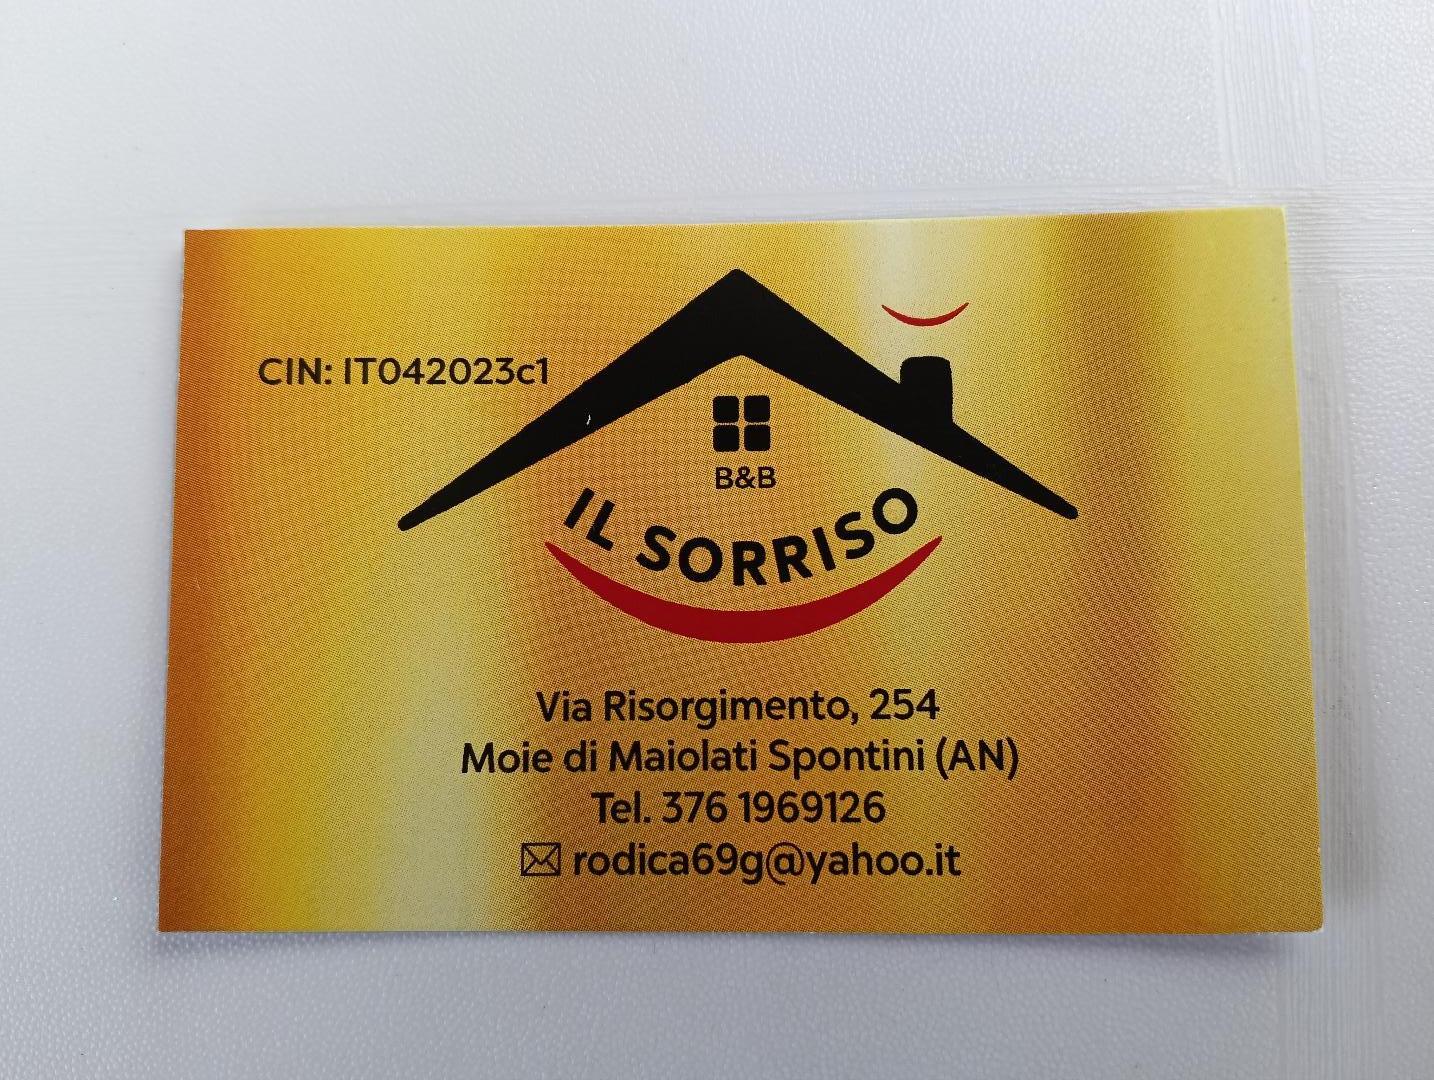 CIN: IT042023c1
B&B
IL SORRISO
Via Risorgimento, 254
Moie di Maiolati Spontini (AN)
Tel. 376 1969126
rodica69g@yahoo.it